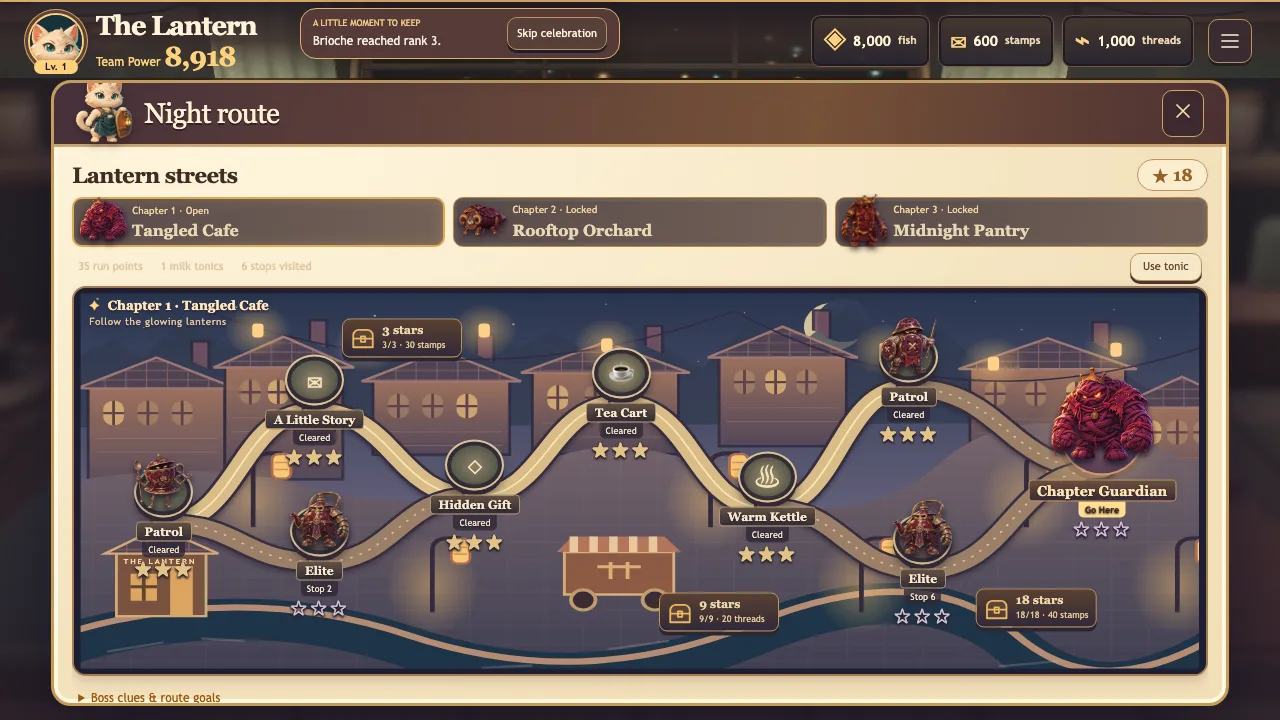 The Lantern
Team Power 8,918
Lv. 1
A LITTLE MOMENT TO KEEP
Brioche reached rank 3.
Skip celebration
8,000 fish
600 stamps
1,000 threads
Night route
Lantern streets
★ 18
Chapter 1 · Open
Tangled Cafe
Chapter 2 · Locked
Rooftop Orchard
Chapter 3 · Locked
Midnight Pantry
35 run points 1 milk tonics 6 stops visited
Use tonic
Chapter 1 · Tangled Cafe
Follow the glowing lanterns
3 stars
3/3 · 30 stamps
A Little Story
Cleared
Tea Cart
Cleared
Patrol
Cleared
Hidden Gift
Cleared
Chapter Guardian
Go Here
Warm Kettle
Cleared
Patrol
Cleared
THE LANTERN
Elite
Stop 2
Elite
Stop 6
9 stars
9/9 · 20 threads
18 stars
18/18 · 40 stamps
Boss clues & route goals